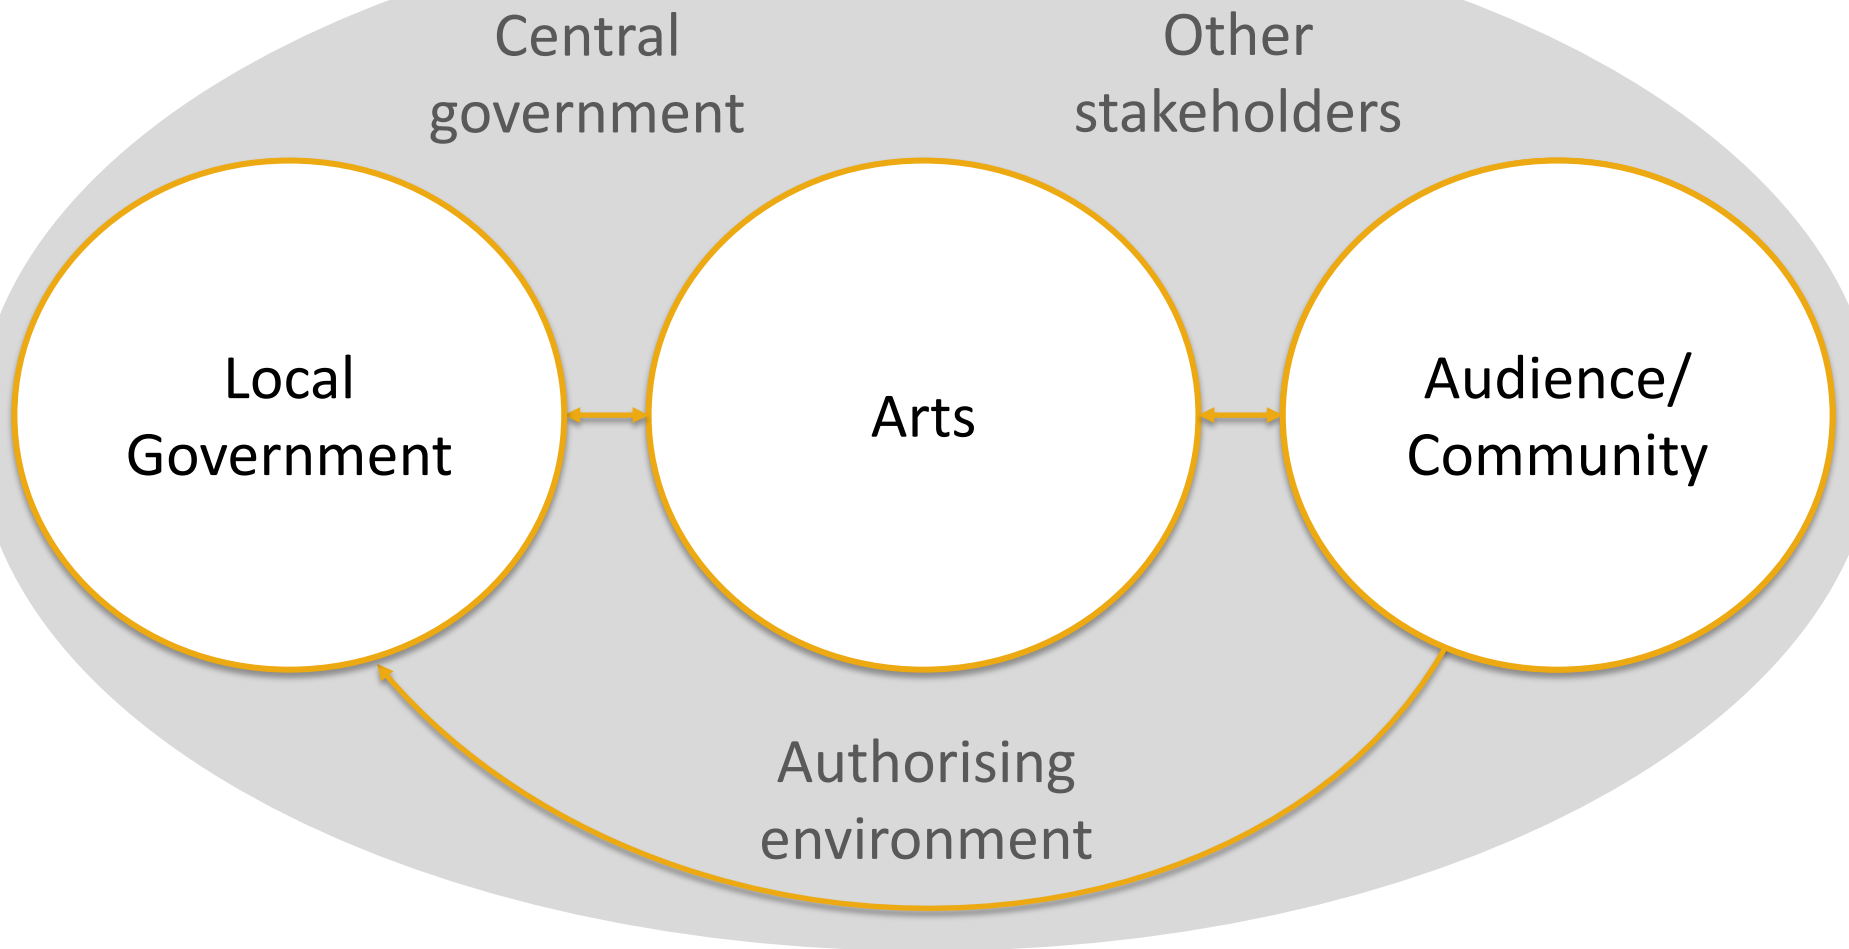 Central
government
Other
stakeholders
Local
Government
Arts
Audience/
Community
Authorising
environment